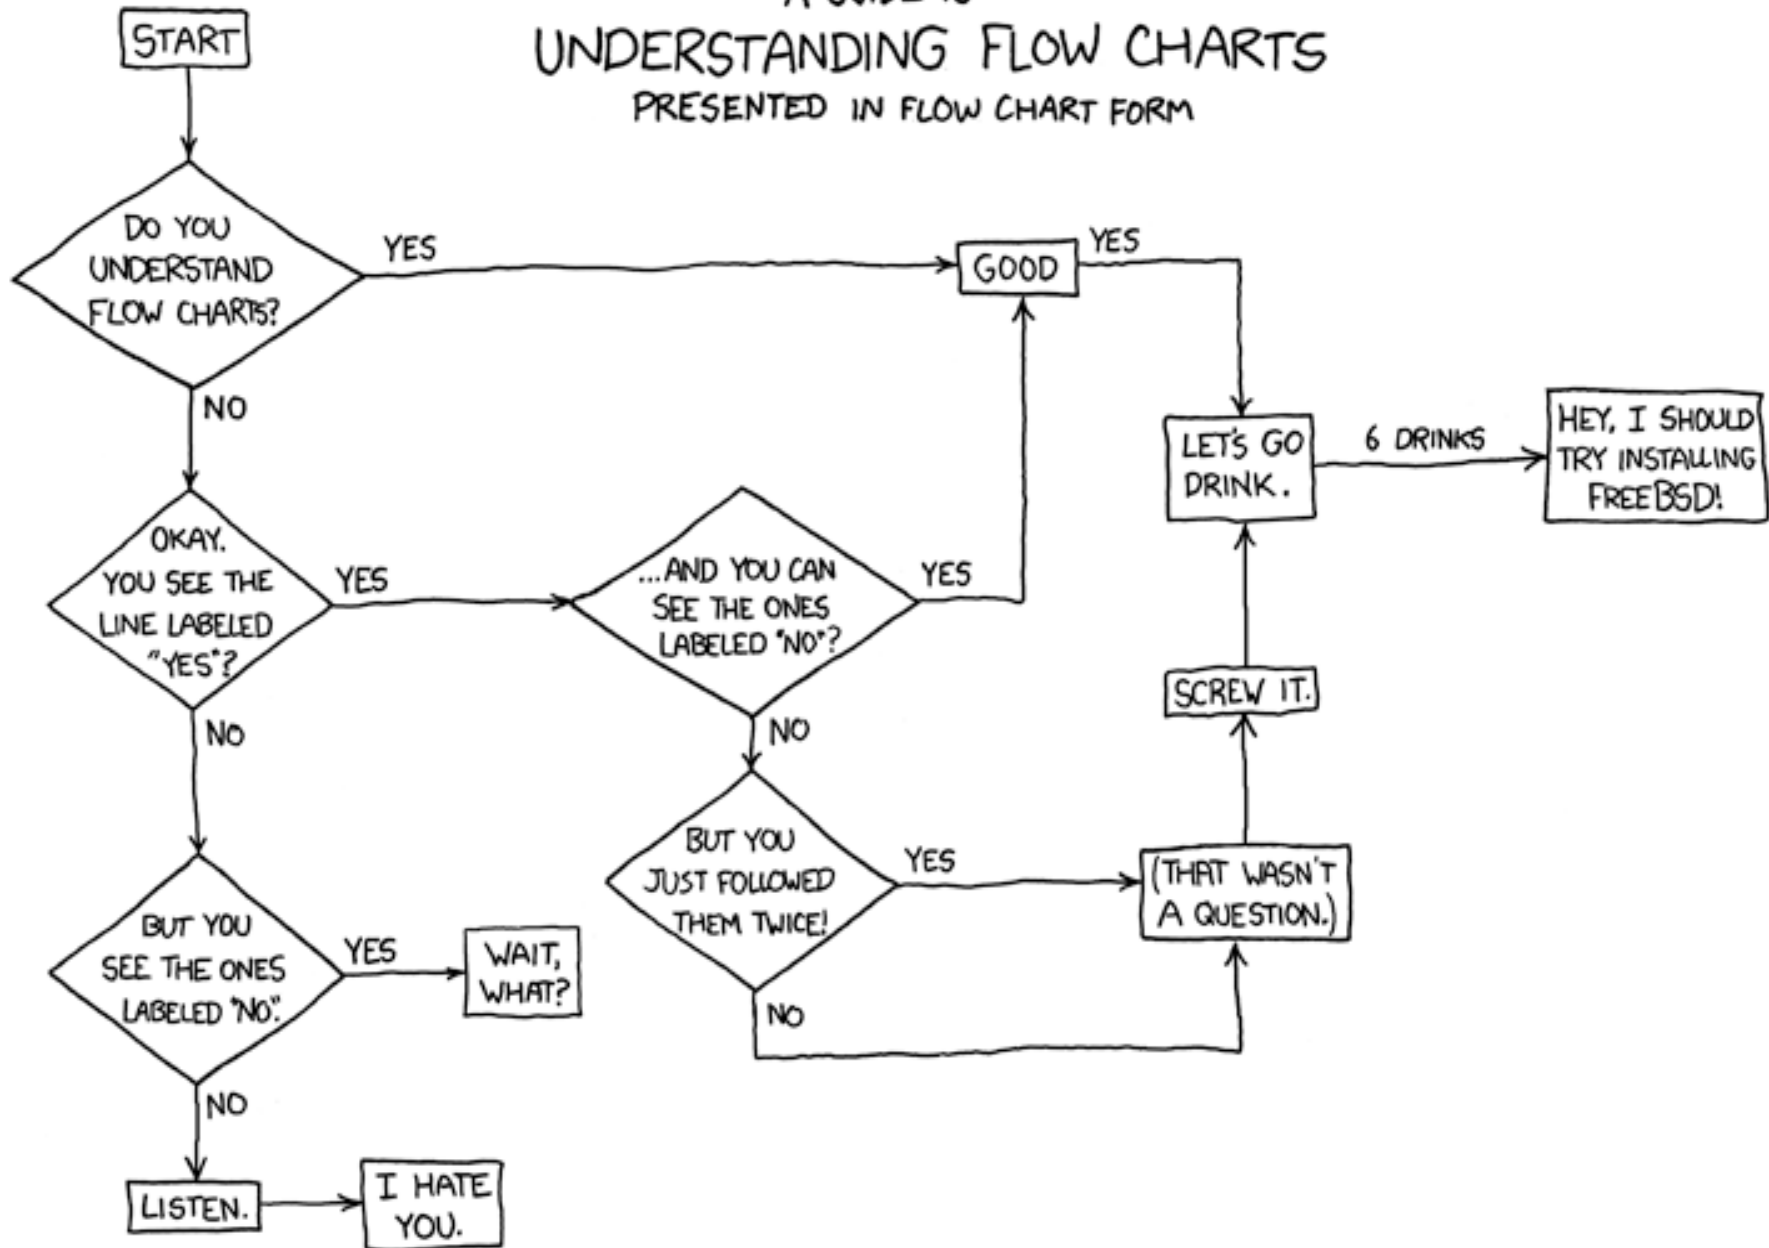 A GUIDE TO
UNDERSTANDING FLOW CHARTS
PRESENTED IN FLOW CHART FORM
START
DO YOU
UNDERSTAND
FLOW CHARTS?
YES
GOOD
YES
NO
LET'S GO
DRINK.
6 DRINKS
HEY, I SHOULD
TRY INSTALLING
FREEBSD!
OKAY.
YOU SEE THE
LINE LABELED
"YES"?
YES
...AND YOU CAN
SEE THE ONES
LABELED "NO"?
YES
NO
NO
SCREW IT.
BUT YOU
JUST FOLLOWED
THEM TWICE!
YES
(THAT WASN'T
A QUESTION.)
NO
BUT YOU
SEE THE ONES
LABELED "NO".
YES
WAIT,
WHAT?
NO
LISTEN.
I HATE
YOU.